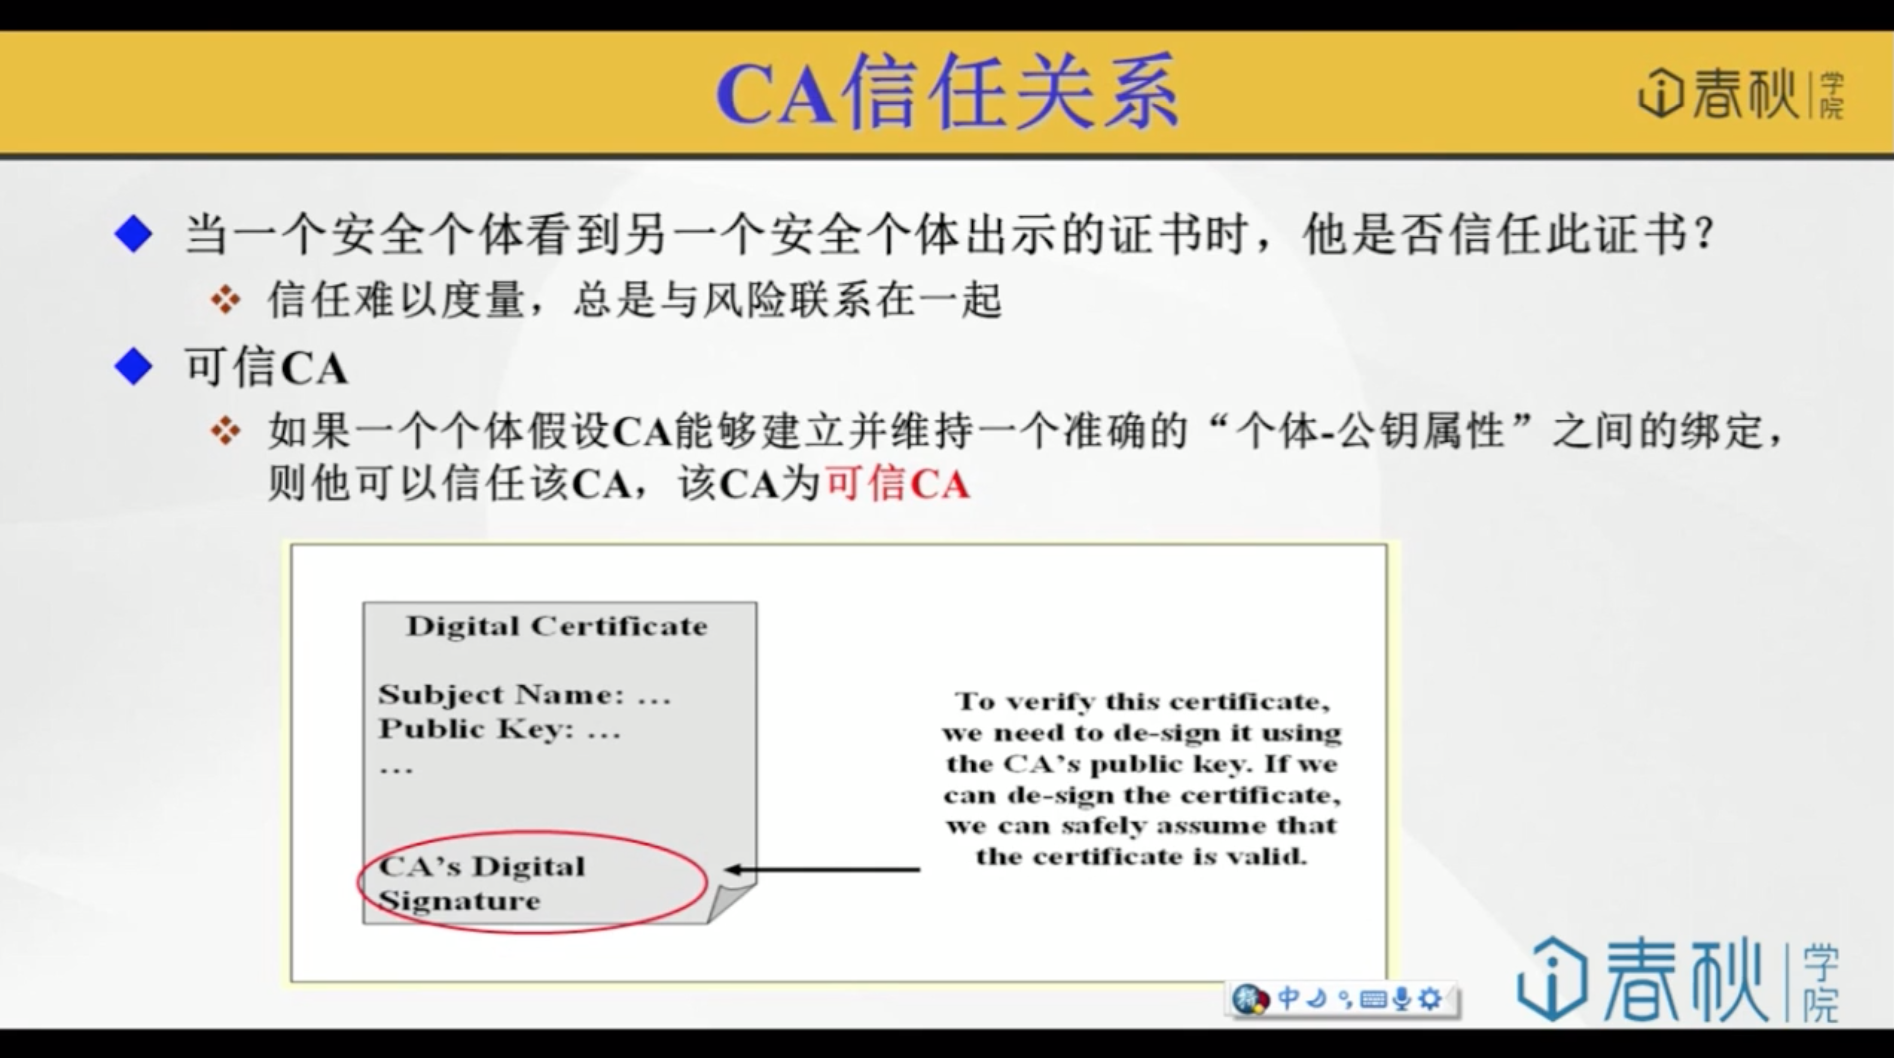 CA信任关系
春秋学院
当一个安全个体看到另一个安全个体出示的证书时，他是否信任此证书？
信任难以度量，总是与风险联系在一起
可信CA
如果一个个体假设CA能够建立并维持一个准确的“个体-公钥属性”之间的绑定，
则他可以信任该CA，该CA为可信CA
Digital Certificate
Subject Name: …
Public Key: …
…
CA’s Digital
Signature
To verify this certificate,
we need to de-sign it using
the CA’s public key. If we
can de-sign the certificate,
we can safely assume that
the certificate is valid.
中
春秋学院